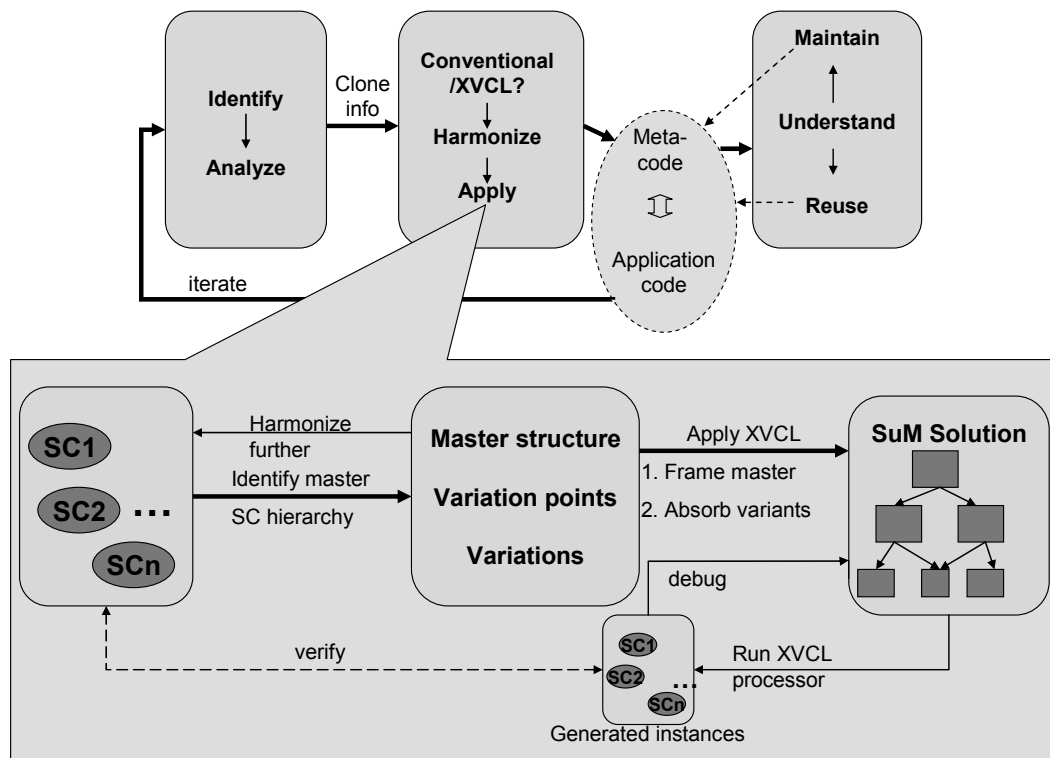 Identify
Analyze
Clone
info
Conventional
/XVCL?
Harmonize
Apply
Meta-
code
Application
code
Maintain
Understand
Reuse
iterate
SC1
SC2
...
SCn
Harmonize
further
Identify master
SC hierarchy
Master structure
Variation points
Variations
Apply XVCL
1. Frame master
2. Absorb variants
SuM Solution
debug
verify
SC1
SC2
...
SCn
Run XVCL
processor
Generated instances